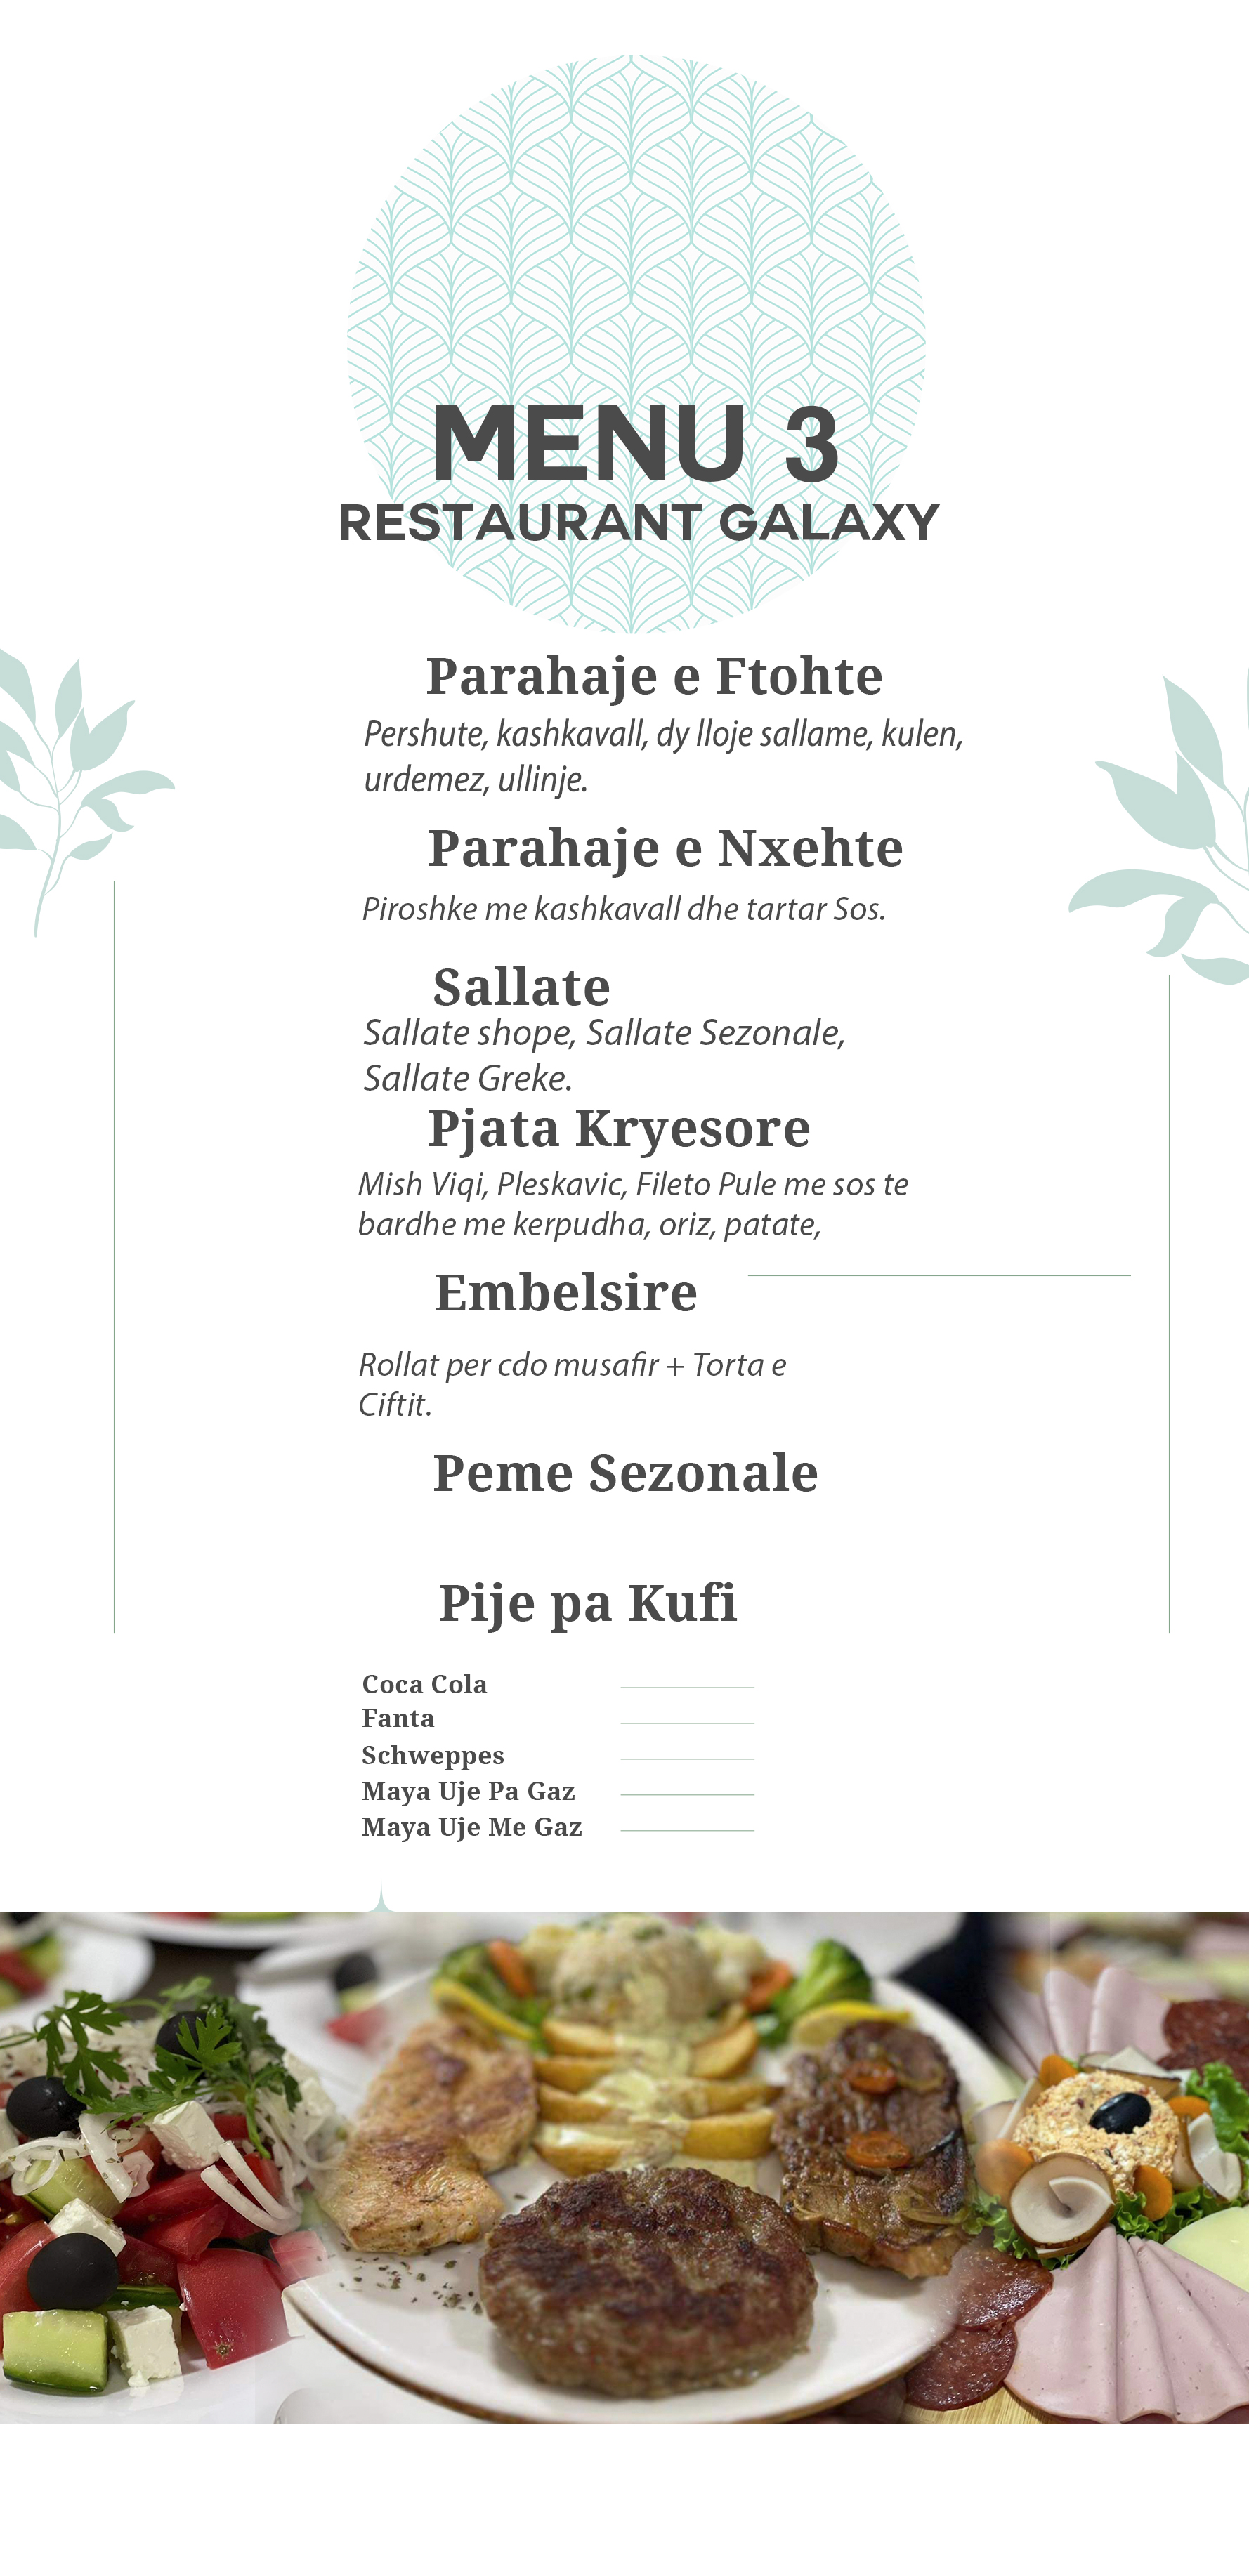 MENU 3
RESTAURANT GALAXY
Parahaje e Ftohte
Pershute, kashkavall, dy lloje sallame, kulen,
urdemez, ullinje.
Parahaje e Nxehte
Piroshke me kashkavall dhe tartar Sos.
Sallate
Sallate shope, Sallate Sezonale,
Sallate Greke.
Pjata Kryesore
Mish Viqi, Pleskavic, Fileto Pule me sos te
bardhe me kerpudha, oriz, patate,
Embelsire
Rollat per cdo musafir + Torta e
Ciftit.
Peme Sezonale
Pije pa Kufi
Coca Cola
Fanta
Schweppes
Maya Uje Pa Gaz
Maya Uje Me Gaz